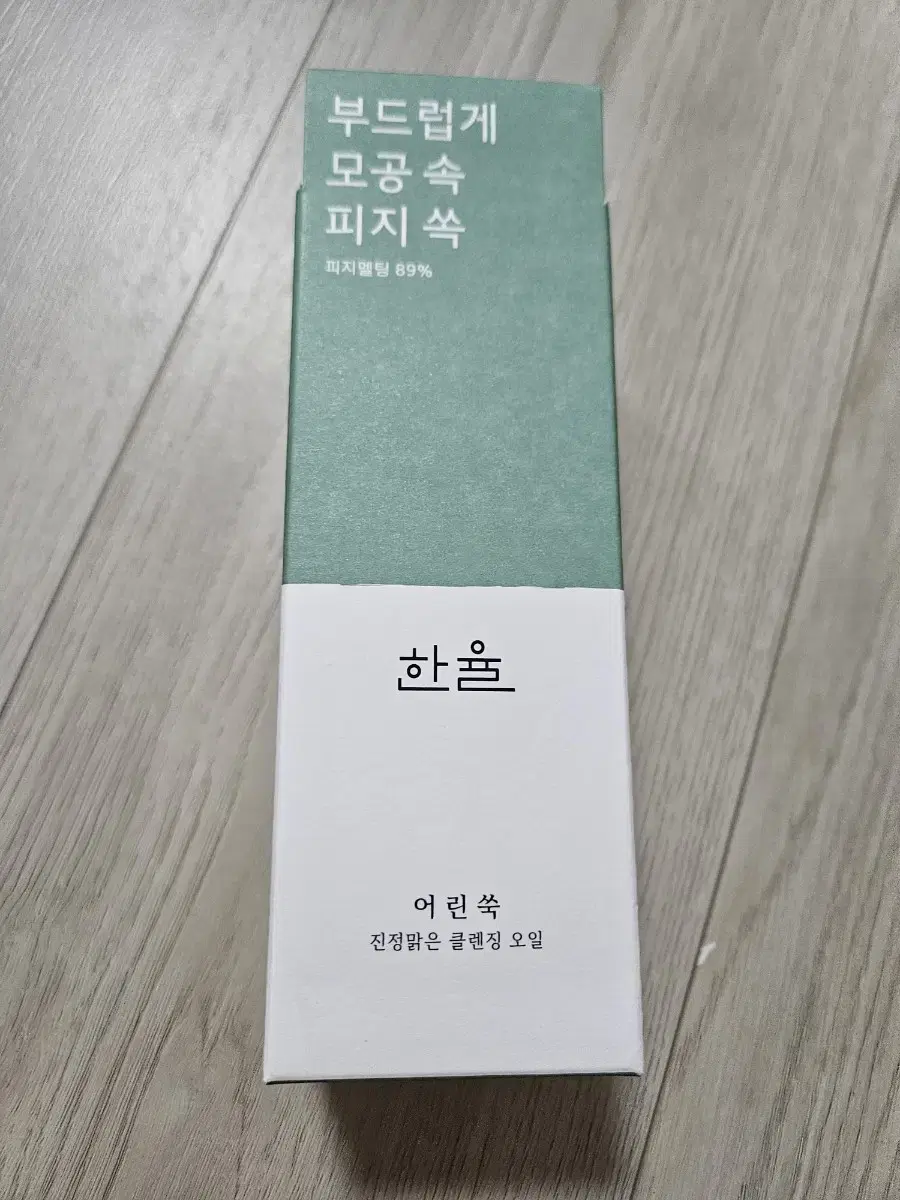 부드럽게
모공 속
피지 쏙
피지멜팅 89%
한율
어린쑥
진정맑은 클렌징 오일